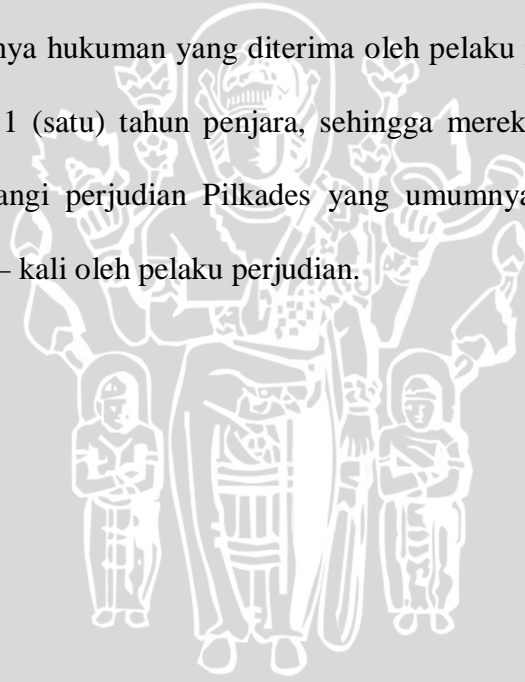 nya hukuman yang diterima oleh pelaku
1 (satu) tahun penjara, sehingga merek
angi perjudian Pilkades yang umumnya
– kali oleh pelaku perjudian.